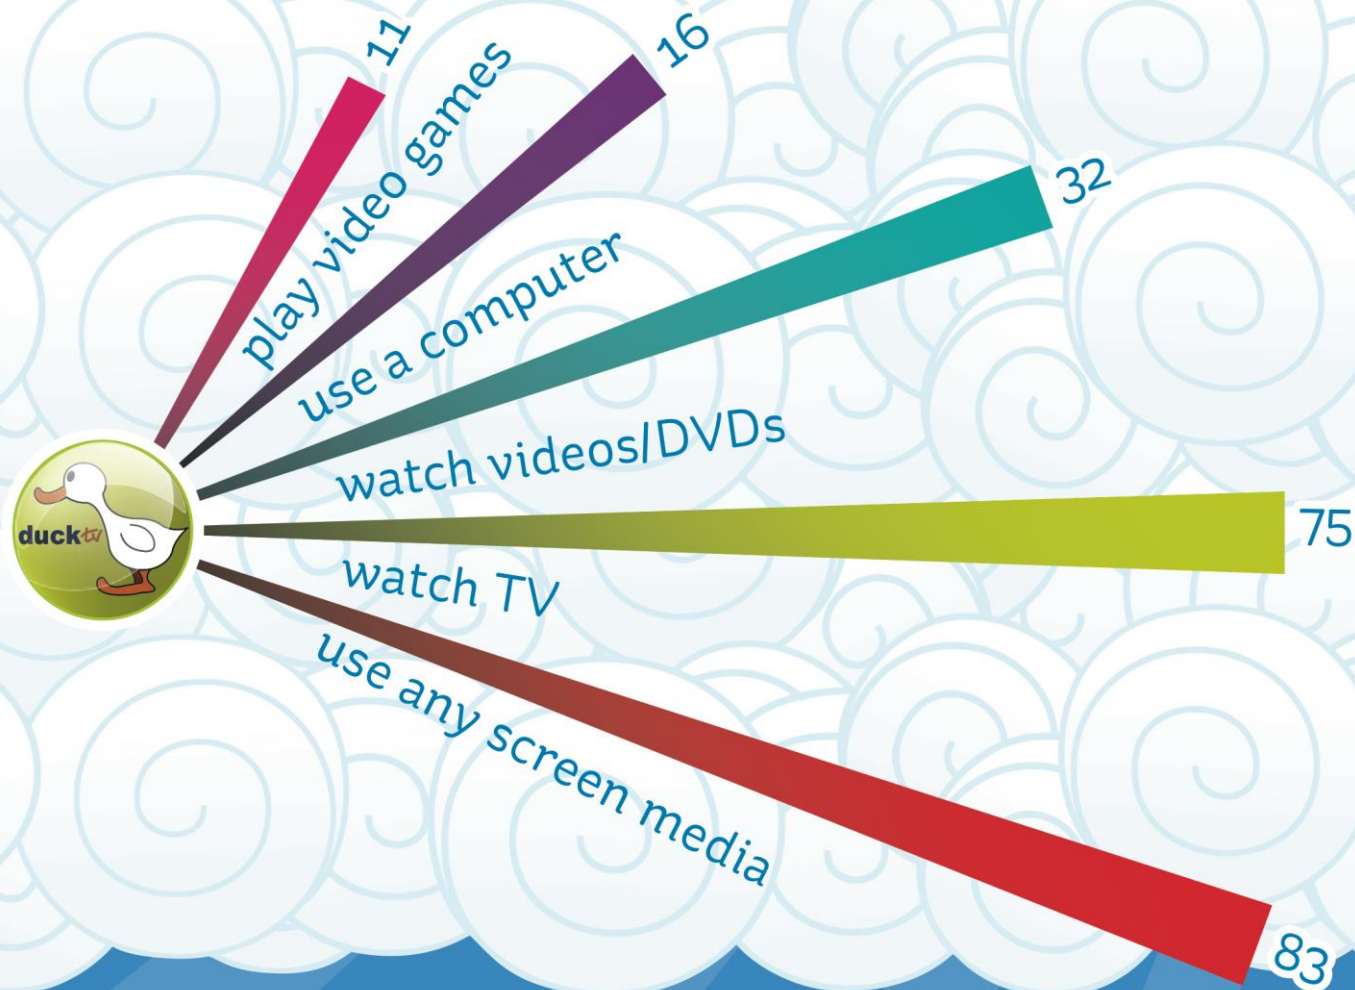 11
play video games
16
use a computer
32
watch videos/DVDs
75
watch TV
use any screen media
83
ducktv